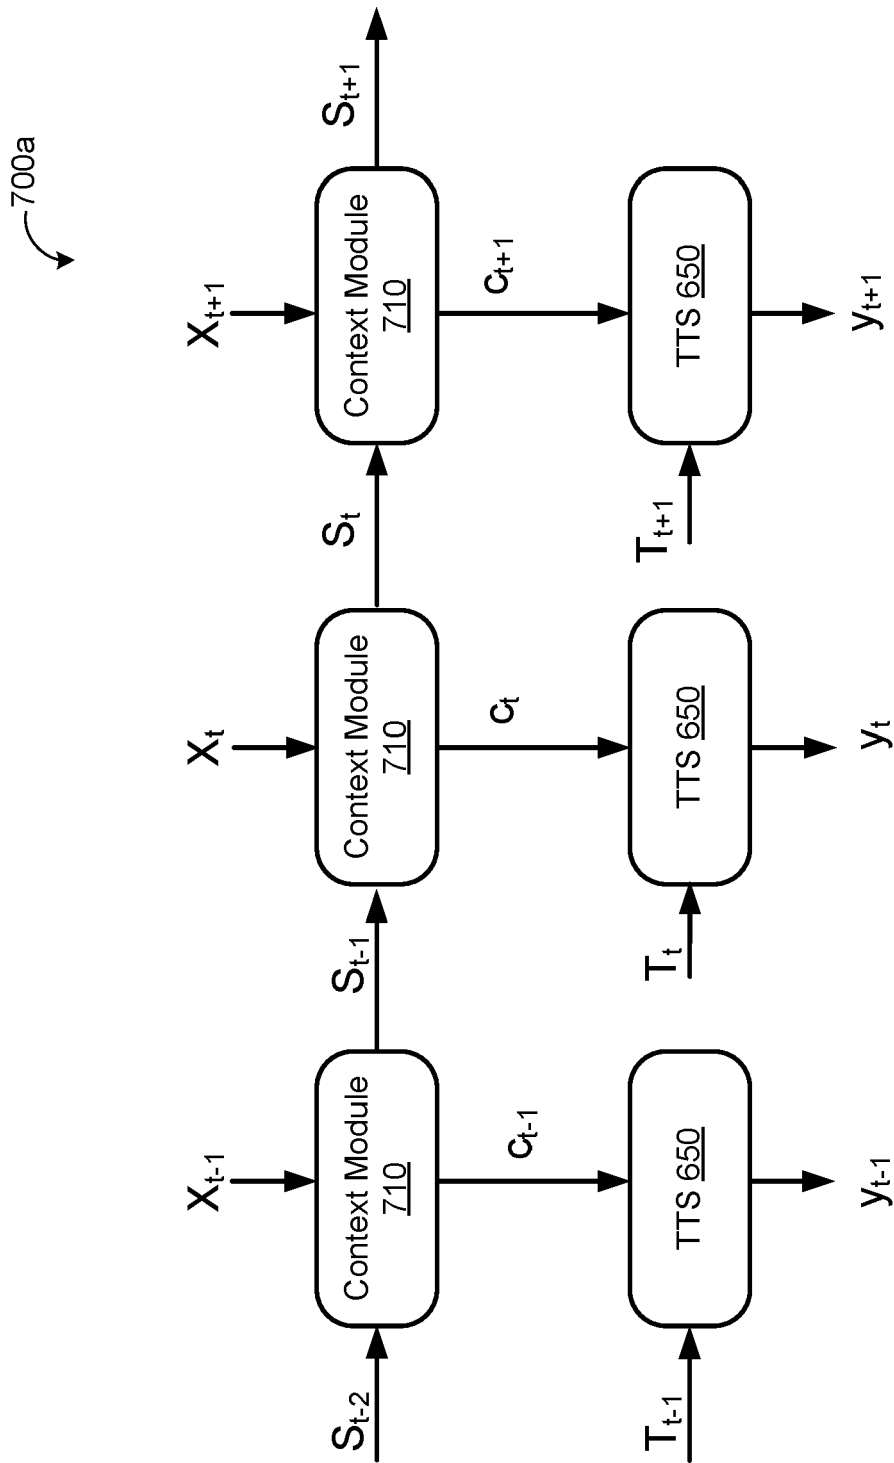 700a
X_{t-1}
X_t
X_{t+1}
S_{t-2}
Context Module
710
S_{t-1}
Context Module
710
S_t
Context Module
710
S_{t+1}
c_{t-1}
c_t
c_{t+1}
T_{t-1}
TTS 650
T_t
TTS 650
T_{t+1}
TTS 650
y_{t-1}
y_t
y_{t+1}